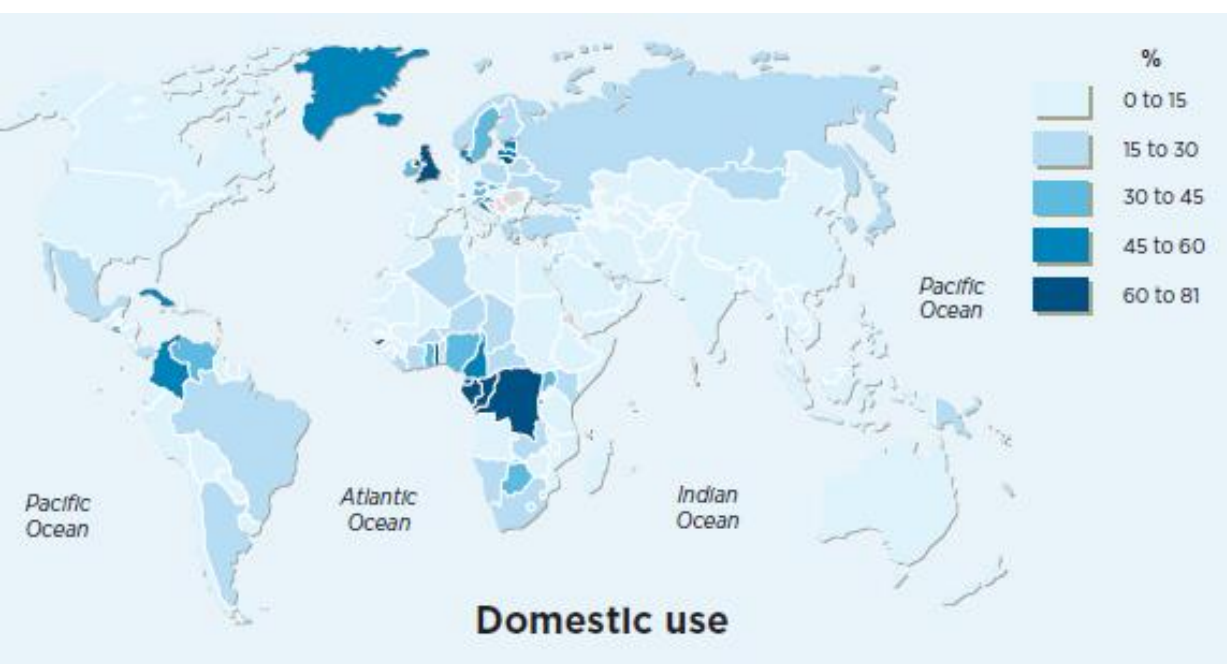 %
0 to 15
15 to 30
30 to 45
45 to 60
60 to 81
Pacific
Ocean
Pacific
Ocean
Atlantic
Ocean
Indian
Ocean
Domestic use